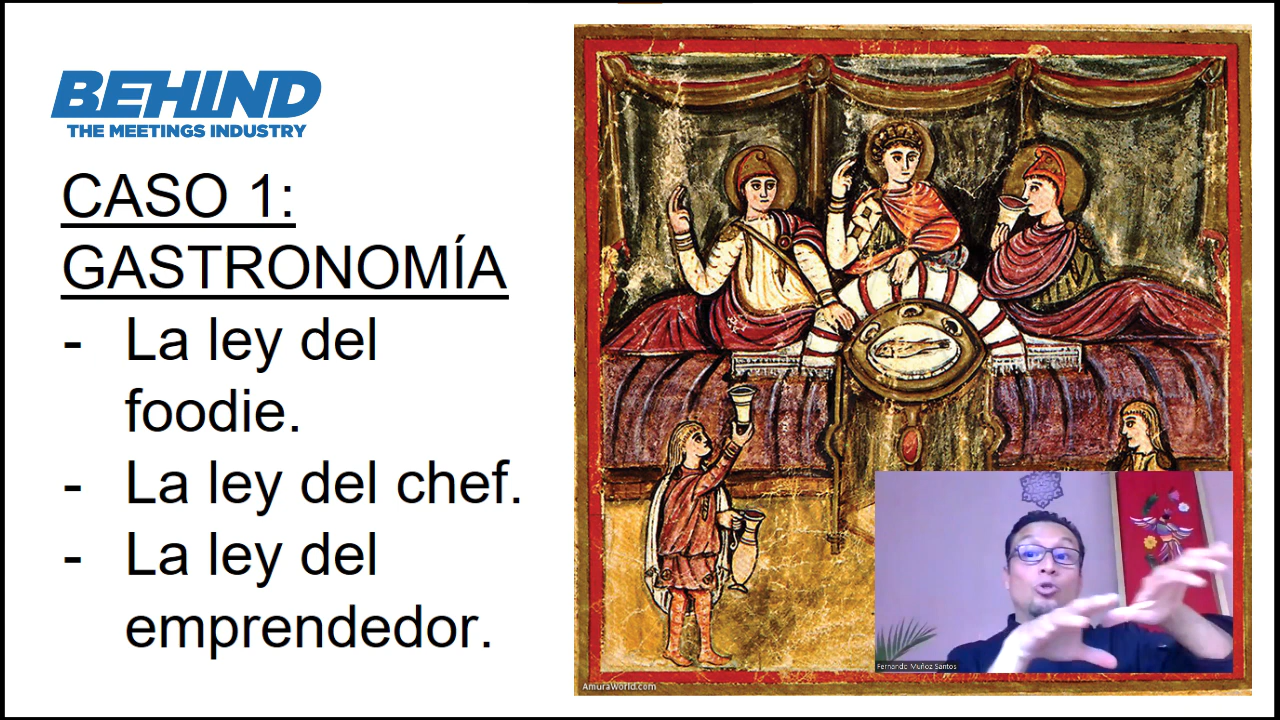 BEHIND
THE MEETINGS INDUSTRY
CASO 1:
GASTRONOMÍA
- La ley del
foodie.
- La ley del chef.
- La ley del
emprendedor.
AmuraWorld.com
Fernando Muñoz Santos